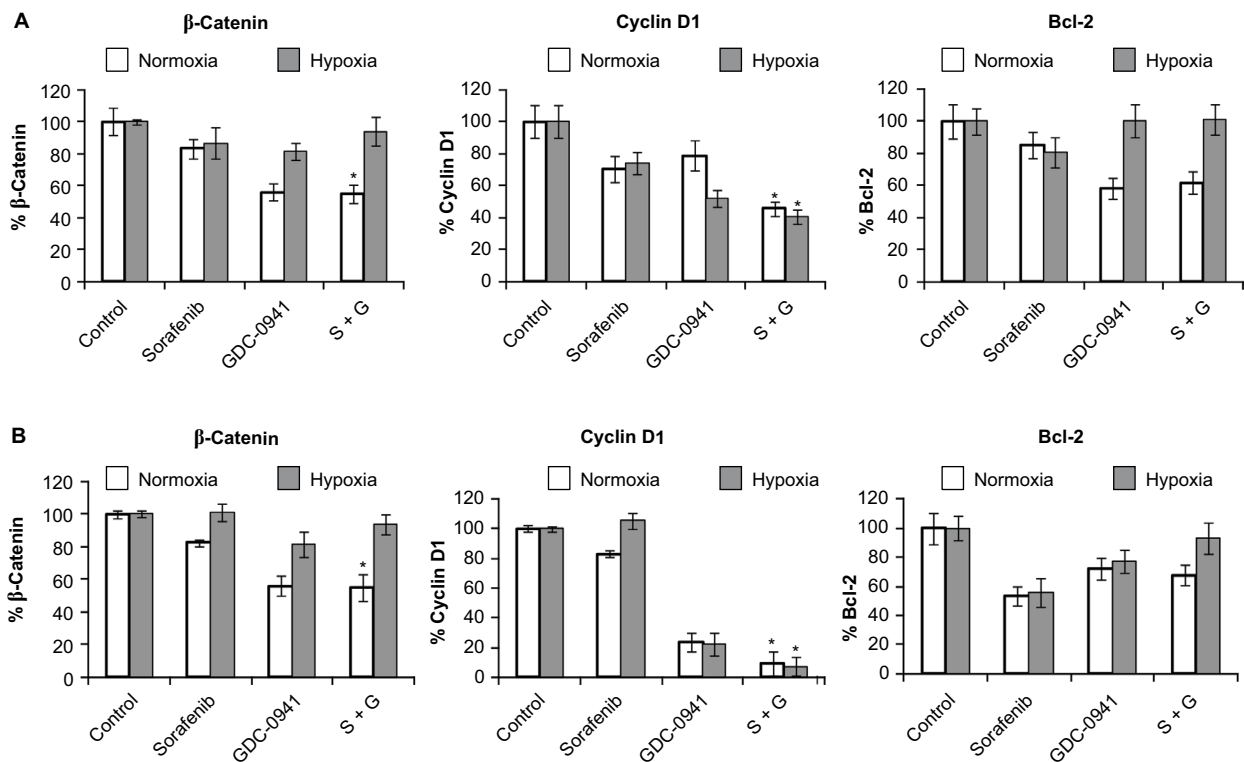 A
β-Catenin
Normoxia
Hypoxia
% β-Catenin
120
100
80
60
40
20
0
*
Control
Sorafenib
GDC-0941
S + G
Cyclin D1
Normoxia
Hypoxia
% Cyclin D1
120
100
80
60
40
20
0
*
*
Control
Sorafenib
GDC-0941
S + G
Bcl-2
Normoxia
Hypoxia
% Bcl-2
120
100
80
60
40
20
0
Control
Sorafenib
GDC-0941
S + G
B
β-Catenin
Normoxia
Hypoxia
% β-Catenin
120
100
80
60
40
20
0
*
Control
Sorafenib
GDC-0941
S + G
Cyclin D1
Normoxia
Hypoxia
% Cyclin D1
120
100
80
60
40
20
0
*
*
Control
Sorafenib
GDC-0941
S + G
Bcl-2
Normoxia
Hypoxia
% Bcl-2
120
100
80
60
40
20
0
Control
Sorafenib
GDC-0941
S + G